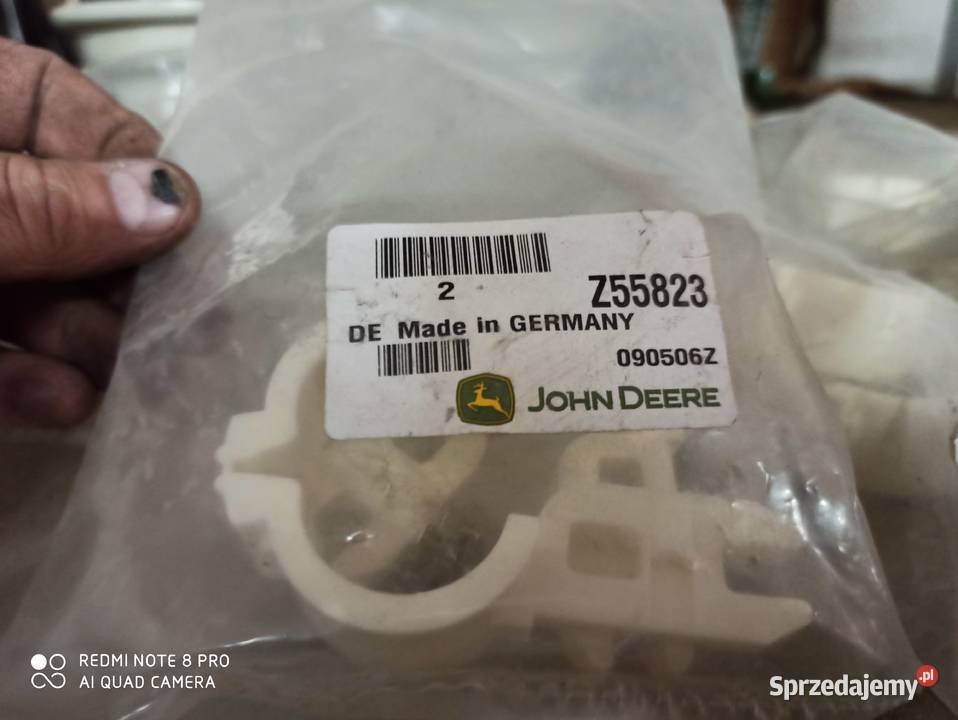 2
Z55823
DE Made in GERMANY
090506Z
JOHN DEERE
REDMI NOTE 8 PRO
AI QUAD CAMERA
Sprzedajemy.pl